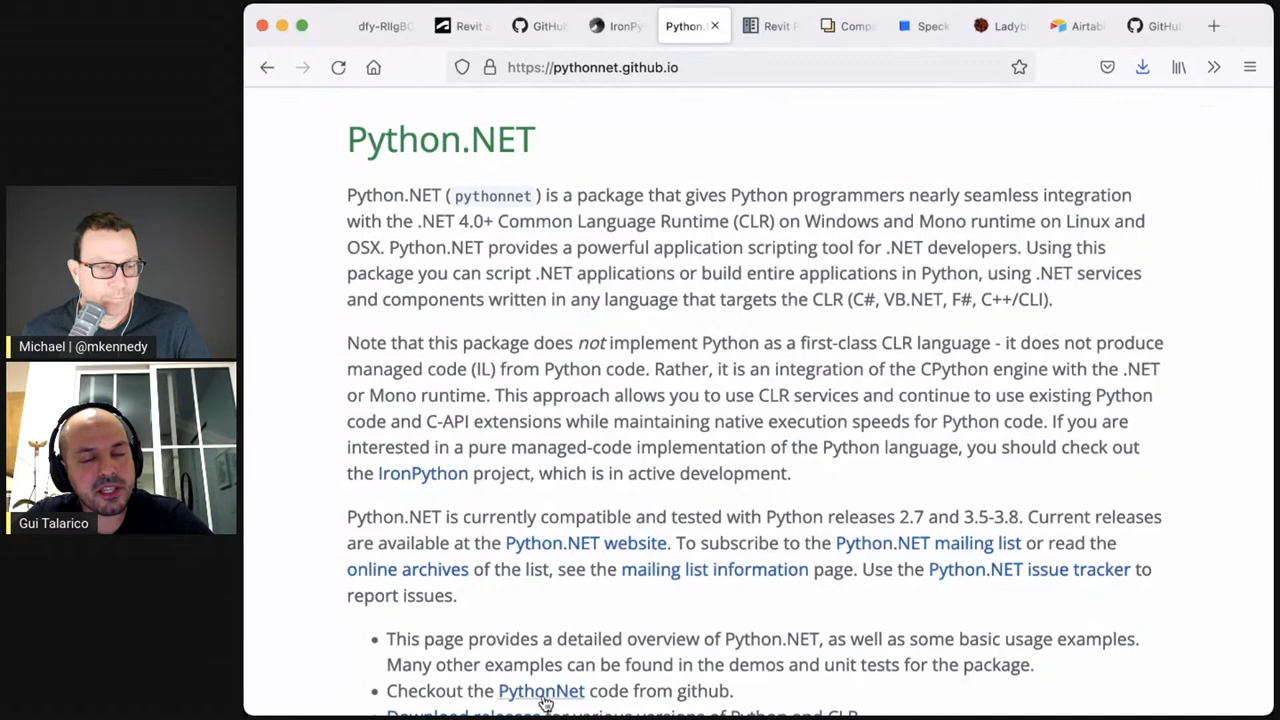 dfy-RIlgBC
Revit S
GitHub
IronPy
Python.I
Revit P
Compa
Speck
Ladybu
Airtab
GitHub
https://pythonnet.github.io
Python.NET
Python.NET ( pythonnet ) is a package that gives Python programmers nearly seamless integration
with the .NET 4.0+ Common Language Runtime (CLR) on Windows and Mono runtime on Linux and
OSX. Python.NET provides a powerful application scripting tool for .NET developers. Using this
package you can script .NET applications or build entire applications in Python, using .NET services
and components written in any language that targets the CLR (C#, VB.NET, F#, C++/CLI).
Note that this package does not implement Python as a first-class CLR language - it does not produce
managed code (IL) from Python code. Rather, it is an integration of the CPython engine with the .NET
or Mono runtime. This approach allows you to use CLR services and continue to use existing Python
code and C-API extensions while maintaining native execution speeds for Python code. If you are
interested in a pure managed-code implementation of the Python language, you should check out
the IronPython project, which is in active development.
Python.NET is currently compatible and tested with Python releases 2.7 and 3.5-3.8. Current releases
are available at the Python.NET website. To subscribe to the Python.NET mailing list or read the
online archives of the list, see the mailing list information page. Use the Python.NET issue tracker to
report issues.
• This page provides a detailed overview of Python.NET, as well as some basic usage examples.
Many other examples can be found in the demos and unit tests for the package.
• Checkout the PythonNet code from github.
Download releases for various versions of Python and CLR
Michael | @mkennedy
Gui Talarico